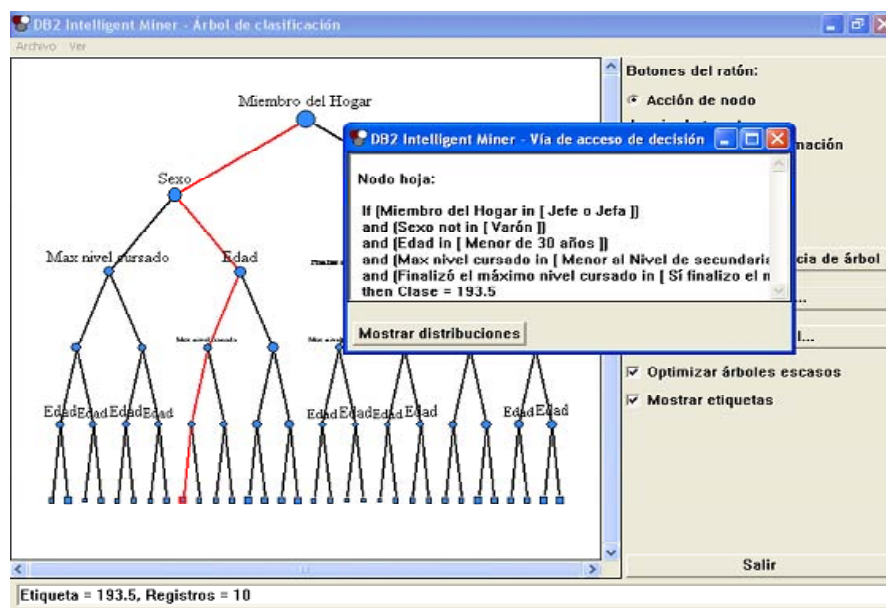 DB2 Intelligent Miner - Árbol de clasificación
Archivo Ver
Miembro del Hogar
Sexo
Max nivel cursado
Edad
Max nivel cursado
Edad Edad Edad Edad
Edad Edad Edad Edad
Edad Edad
DB2 Intelligent Miner - Vía de acceso de decisión
Nodo hoja:
If (Miembro del Hogar in [ Jefe o Jefa ])
and (Sexo not in [ Varón ])
and (Edad in [ Menor de 30 años ])
and (Max nivel cursado in [ Menor al Nivel de secundaria
and (Finalizó el máximo nivel cursado in [ Sí finalizo el n
then Clase = 193.5
Mostrar distribuciones
Botones del ratón:
Acción de nodo
mación
cia de árbol
...
l...
Optimizar árboles escasos
Mostrar etiquetas
Salir
Etiqueta = 193.5, Registros = 10